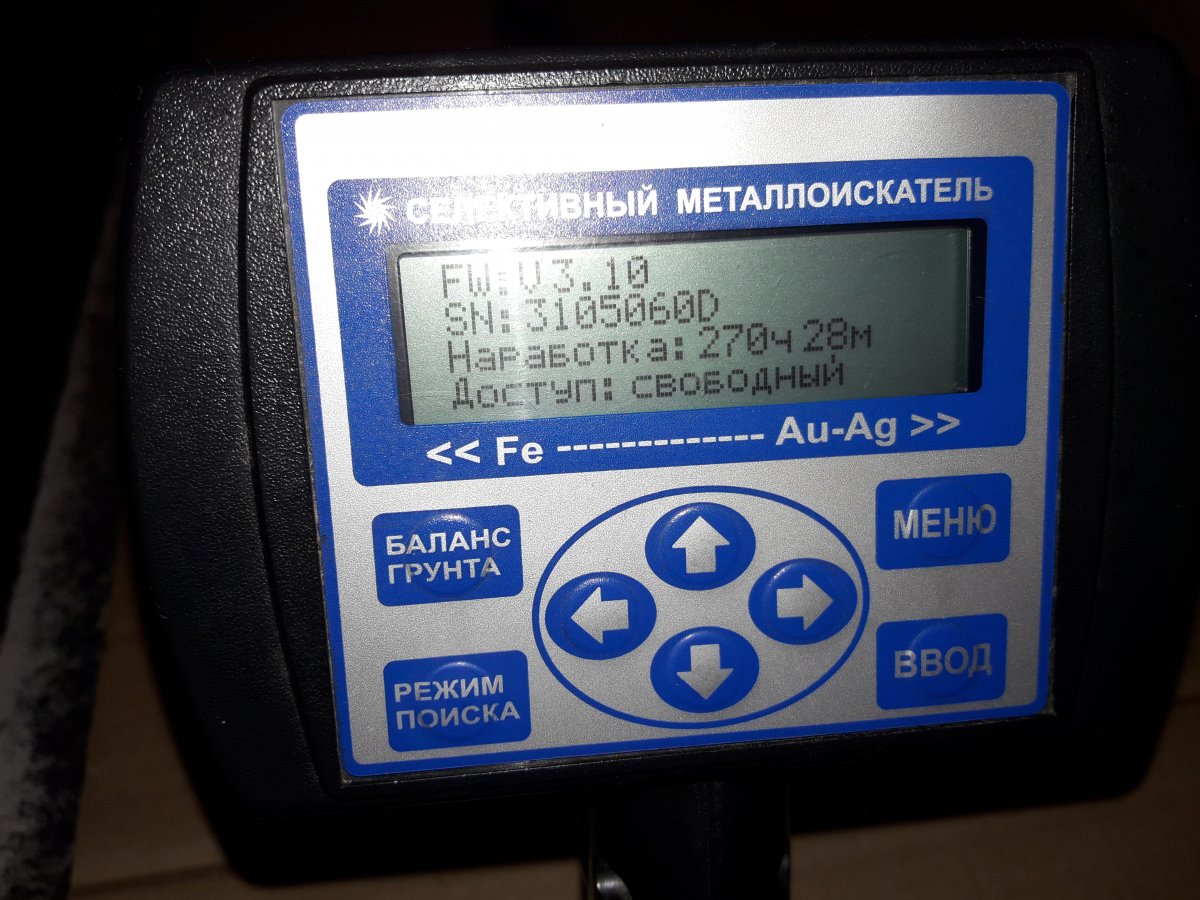 СЕЛЕКТИВНЫЙ МЕТАЛЛОИСКАТЕЛЬ
FW:V3.10
SN:3105060D
Наработка:270ч28м
Доступ:свободный
<< Fe ------------- Au-Ag >>
БАЛАНС
ГРУНТА
МЕНЮ
РЕЖИМ
ПОИСКА
ВВОД